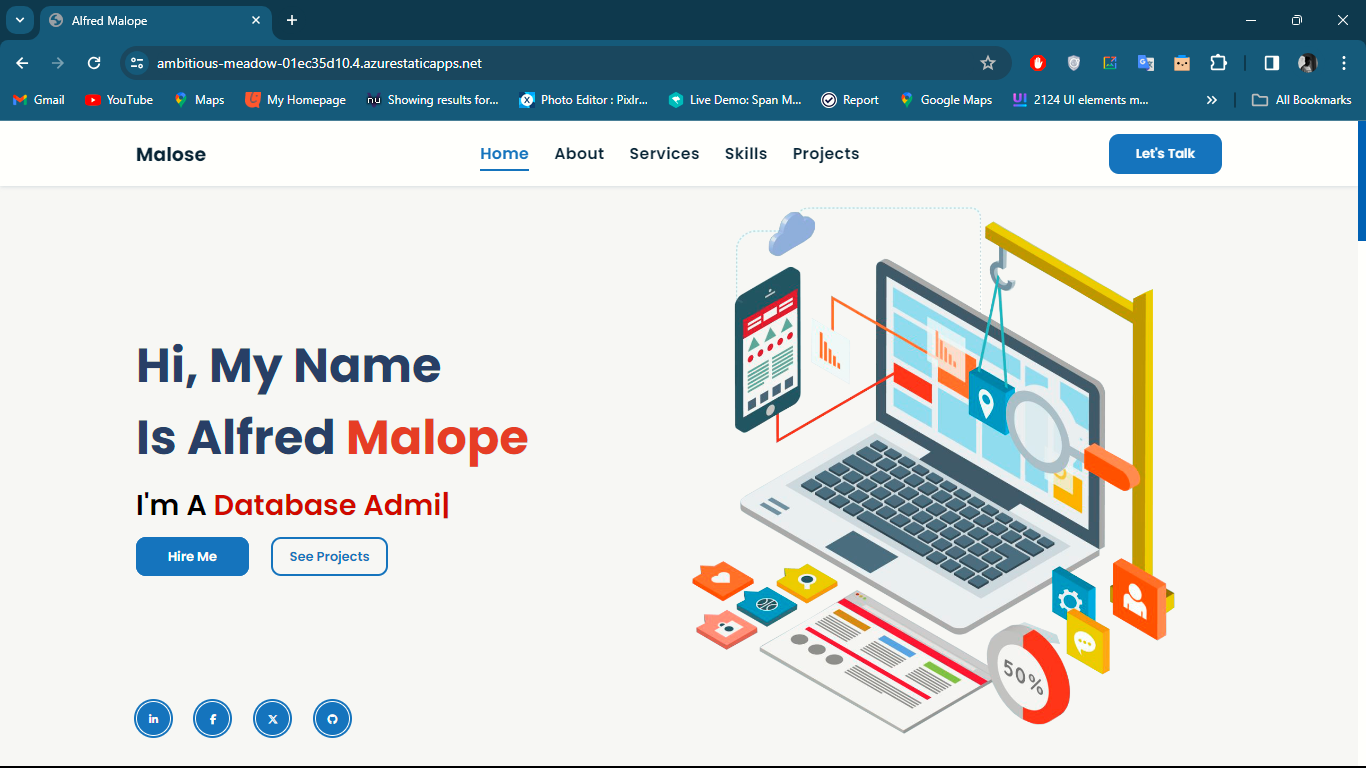 Alfred Malope
ambitious-meadow-01ec35d10.4.azurestaticapps.net
Gmail
YouTube
Maps
My Homepage
Showing results for...
Photo Editor : Pixlr...
Live Demo: Span M...
Report
Google Maps
2124 UI elements m...
All Bookmarks
Malose
Home
About
Services
Skills
Projects
Let's Talk
Hi, My Name
Is Alfred Malope
I'm A Database Admi|
Hire Me
See Projects
50%